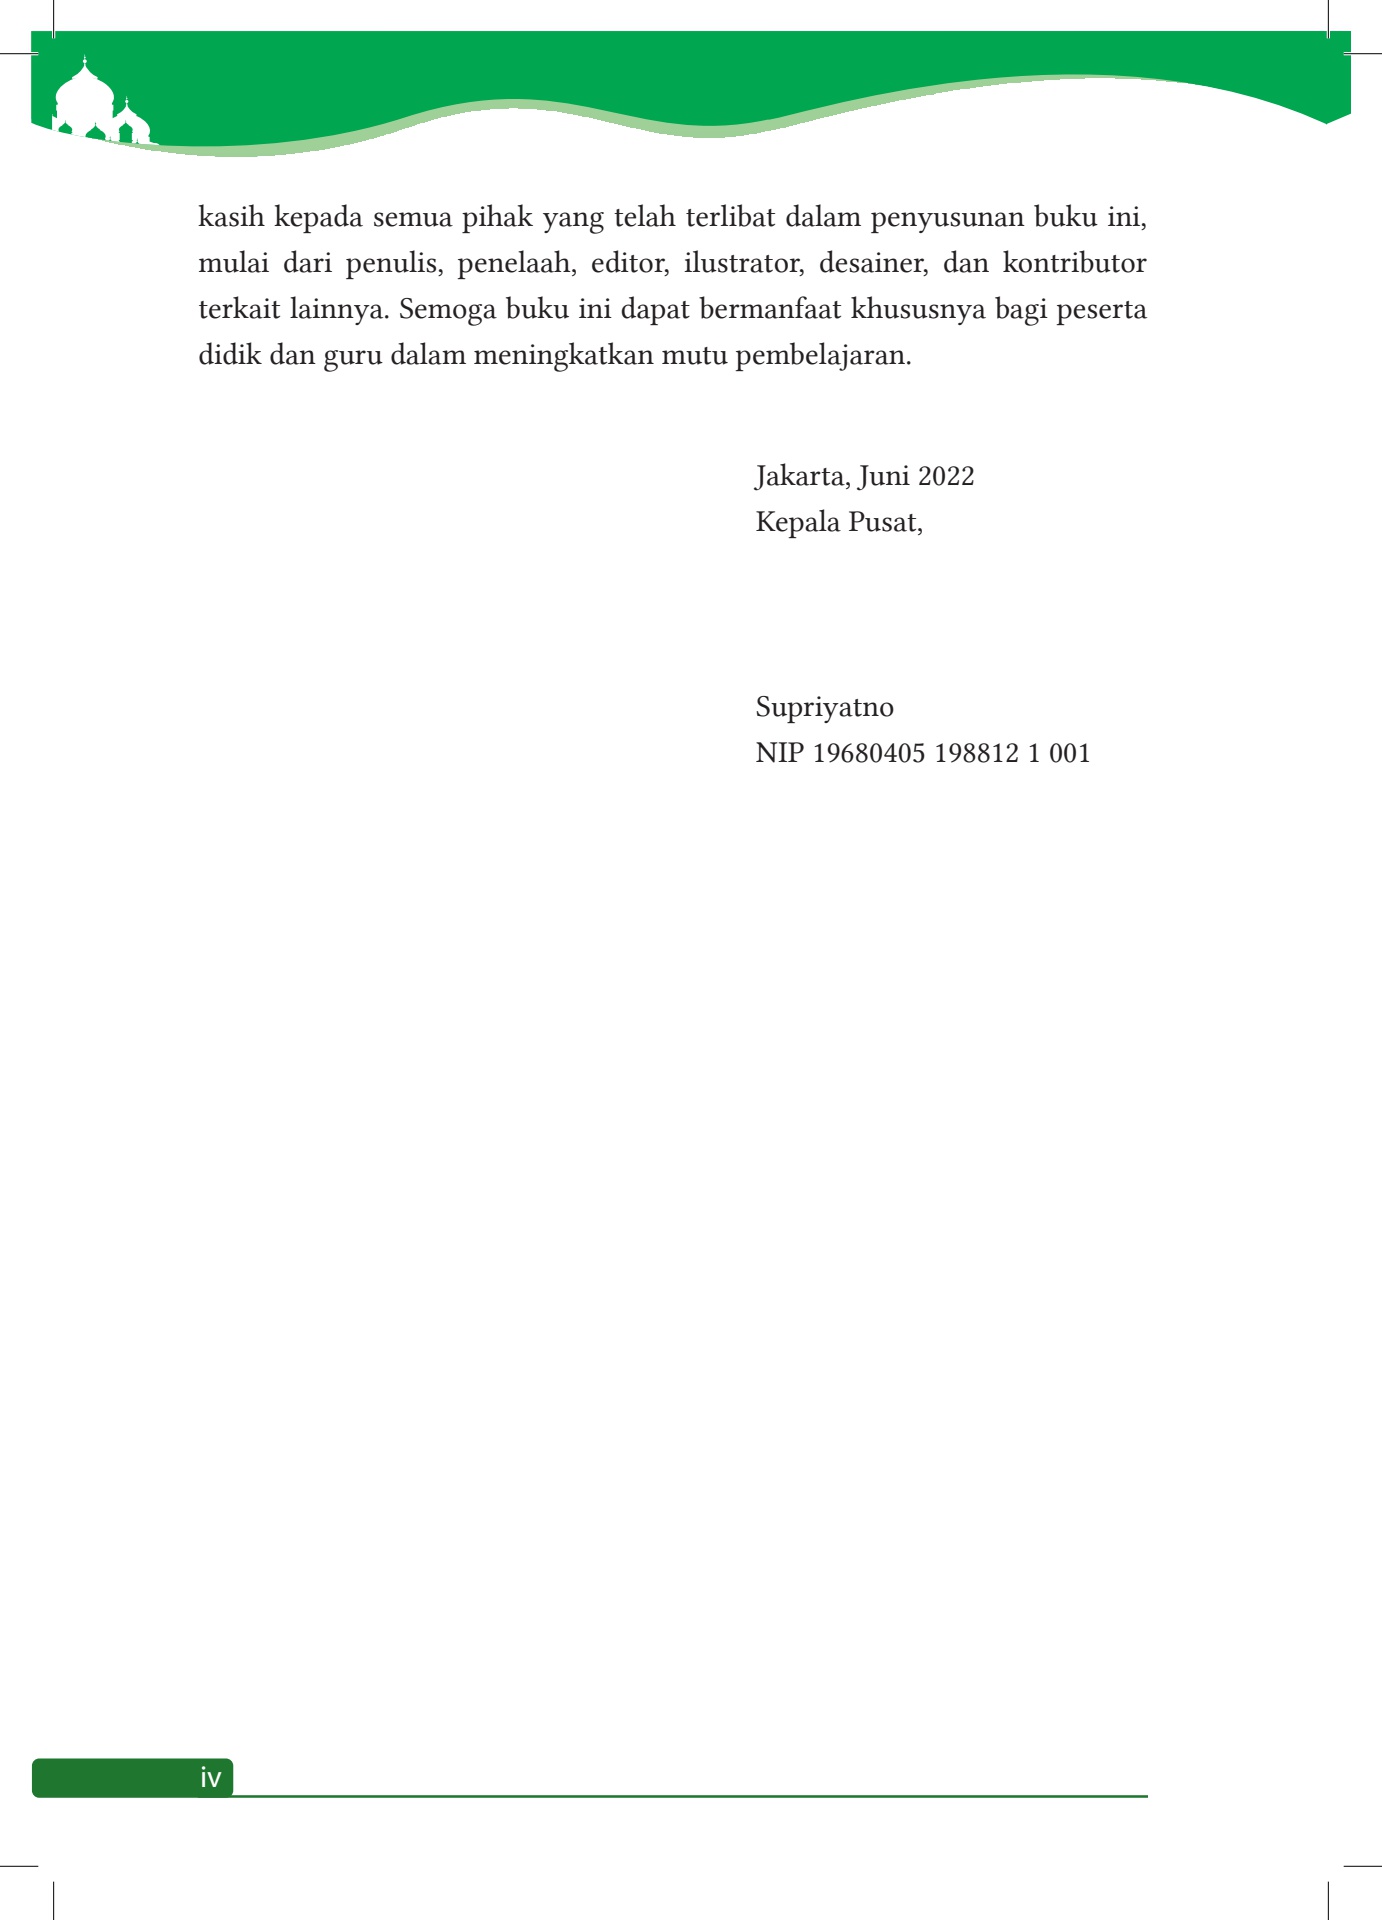 kasih kepada semua pihak yang telah terlibat dalam penyusunan buku ini,
mulai dari penulis, penelaah, editor, ilustrator, desainer, dan kontributor
terkait lainnya. Semoga buku ini dapat bermanfaat khususnya bagi peserta
didik dan guru dalam meningkatkan mutu pembelajaran.
Jakarta, Juni 2022
Kepala Pusat,
Supriyatno
NIP 19680405 198812 1 001
iv